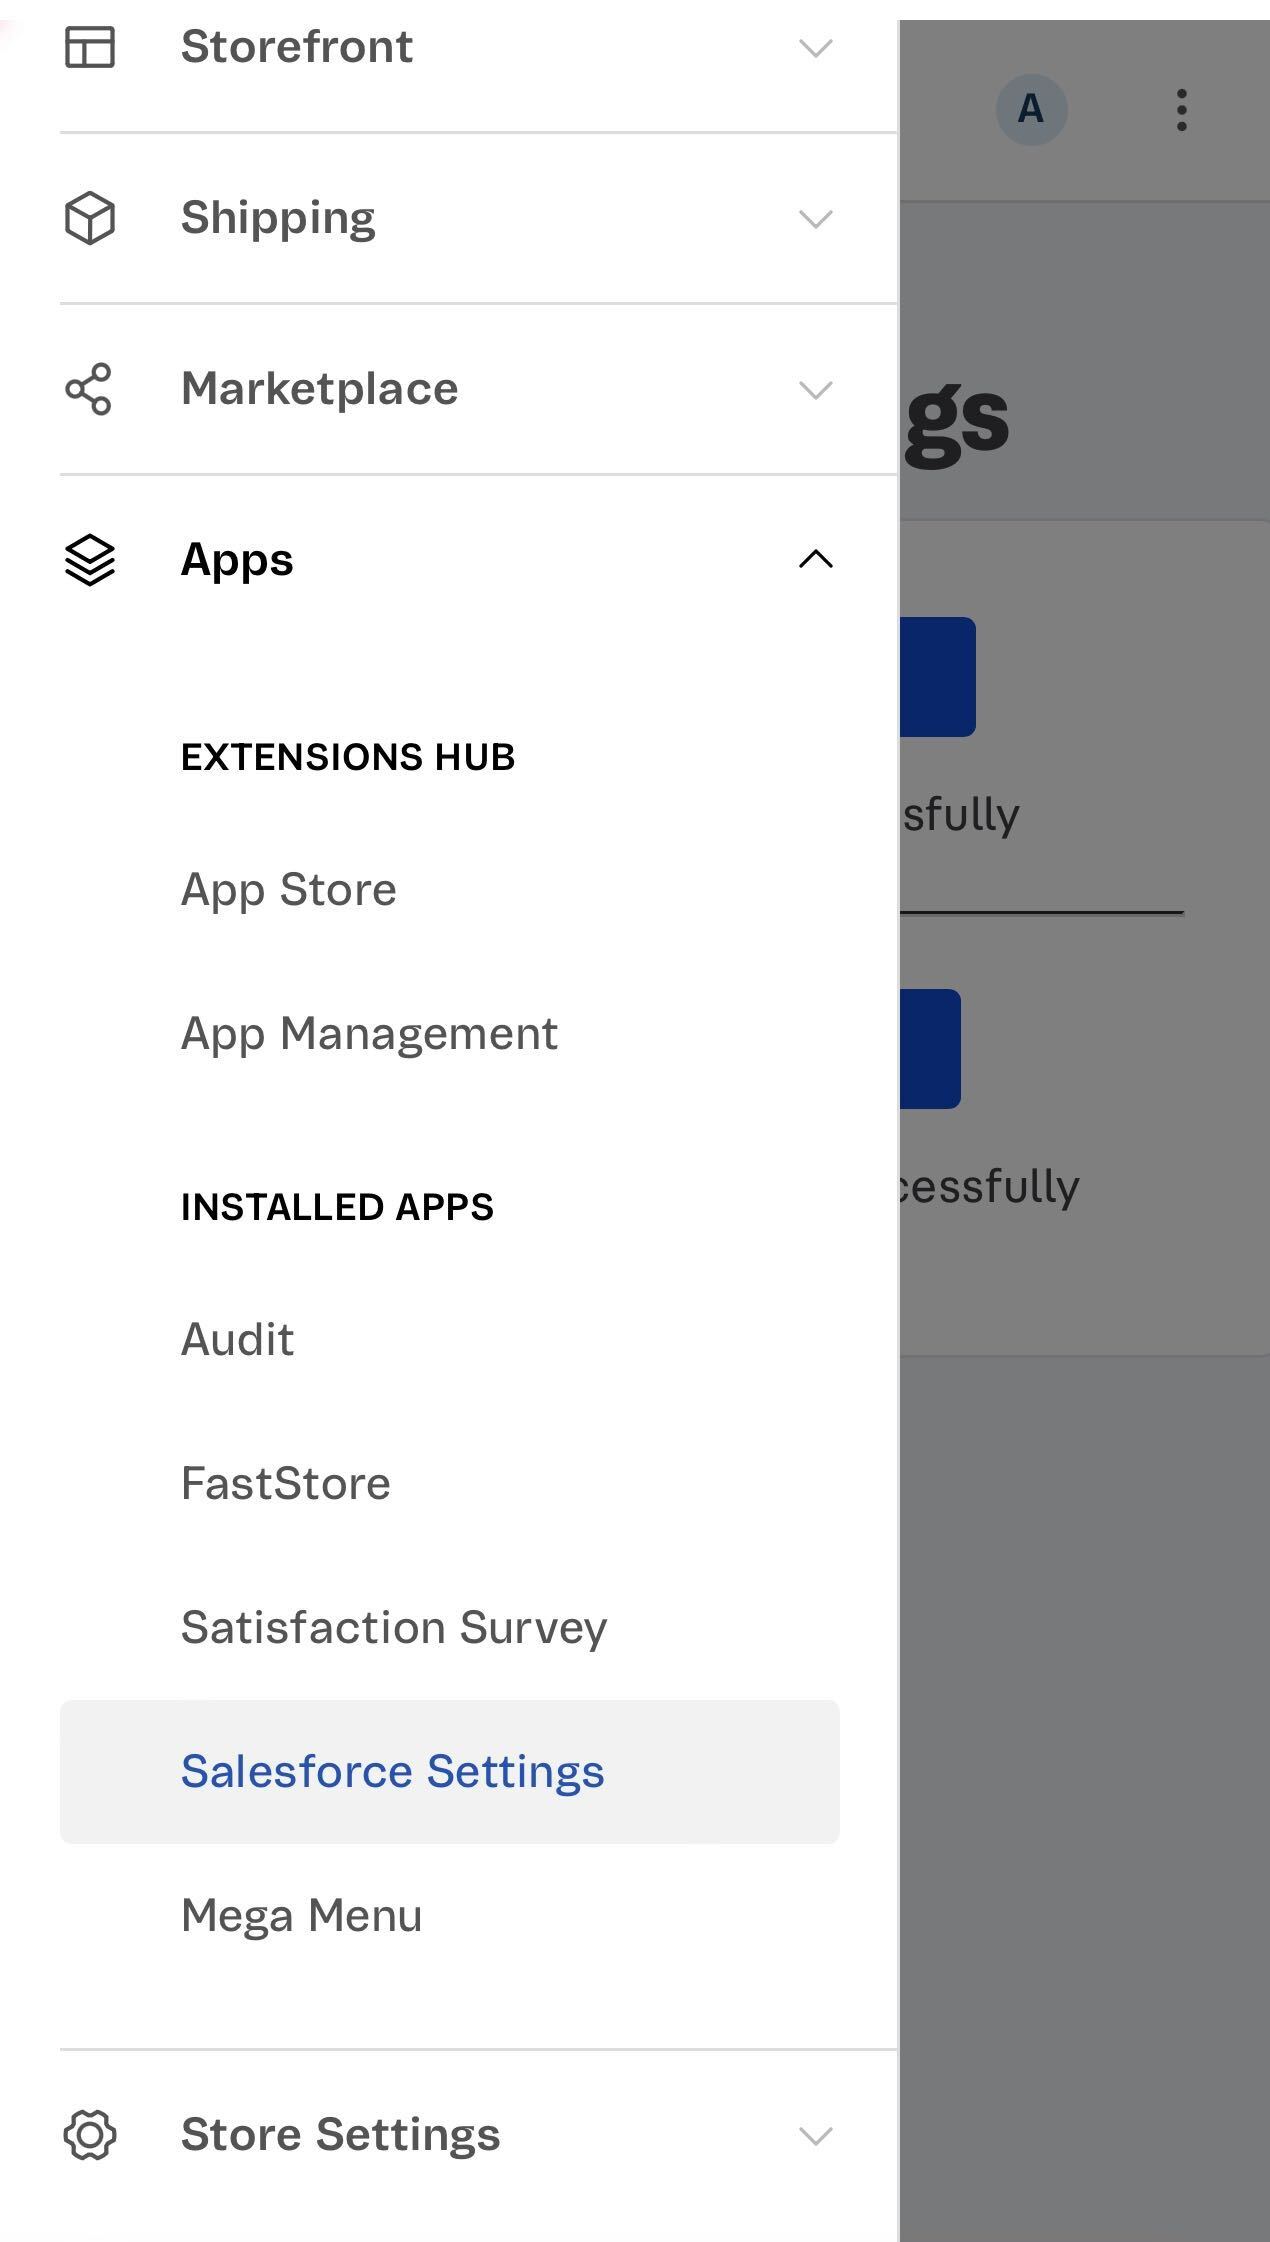 Storefront
A
Shipping
Marketplace
gs
Apps
EXTENSIONS HUB
sfully
App Store
App Management
cessfully
INSTALLED APPS
Audit
FastStore
Satisfaction Survey
Salesforce Settings
Mega Menu
Store Settings